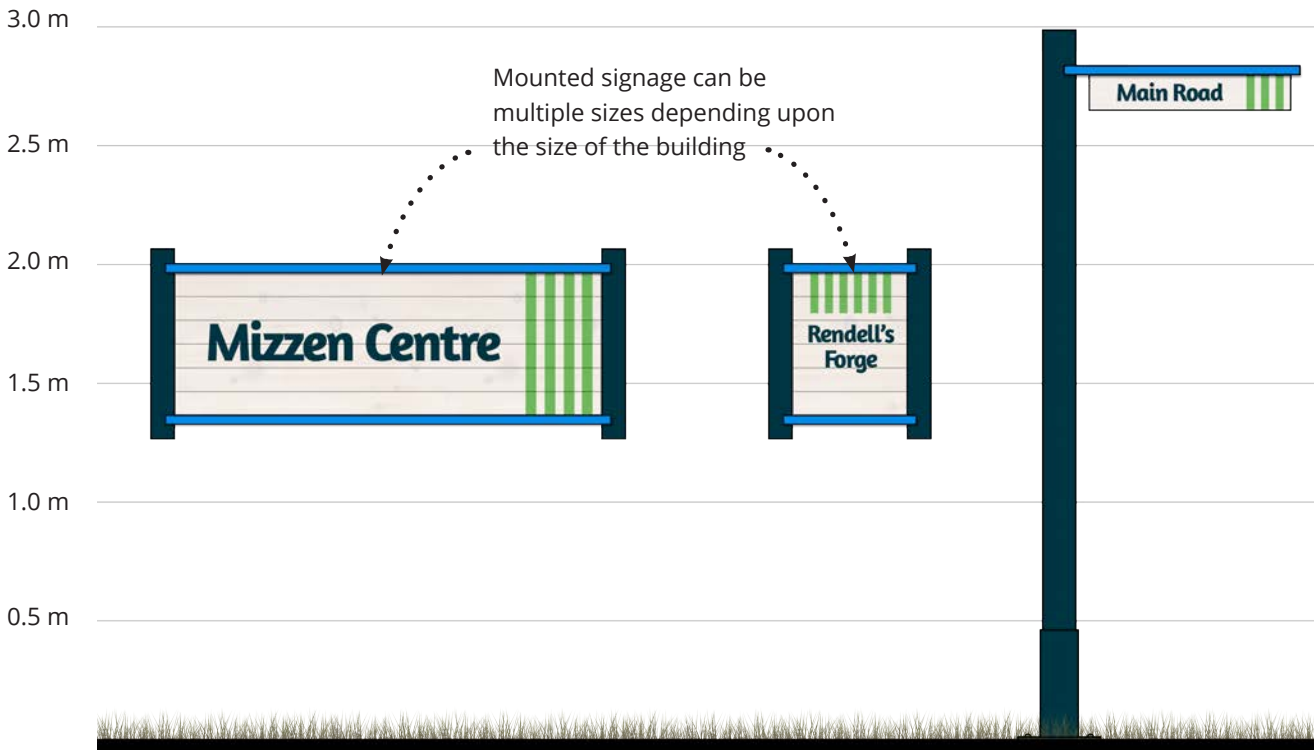 3.0 m
Mounted signage can be
multiple sizes depending upon
the size of the building
Main Road
2.5 m
2.0 m
Mizzen Centre
Rendell's
Forge
1.5 m
1.0 m
0.5 m